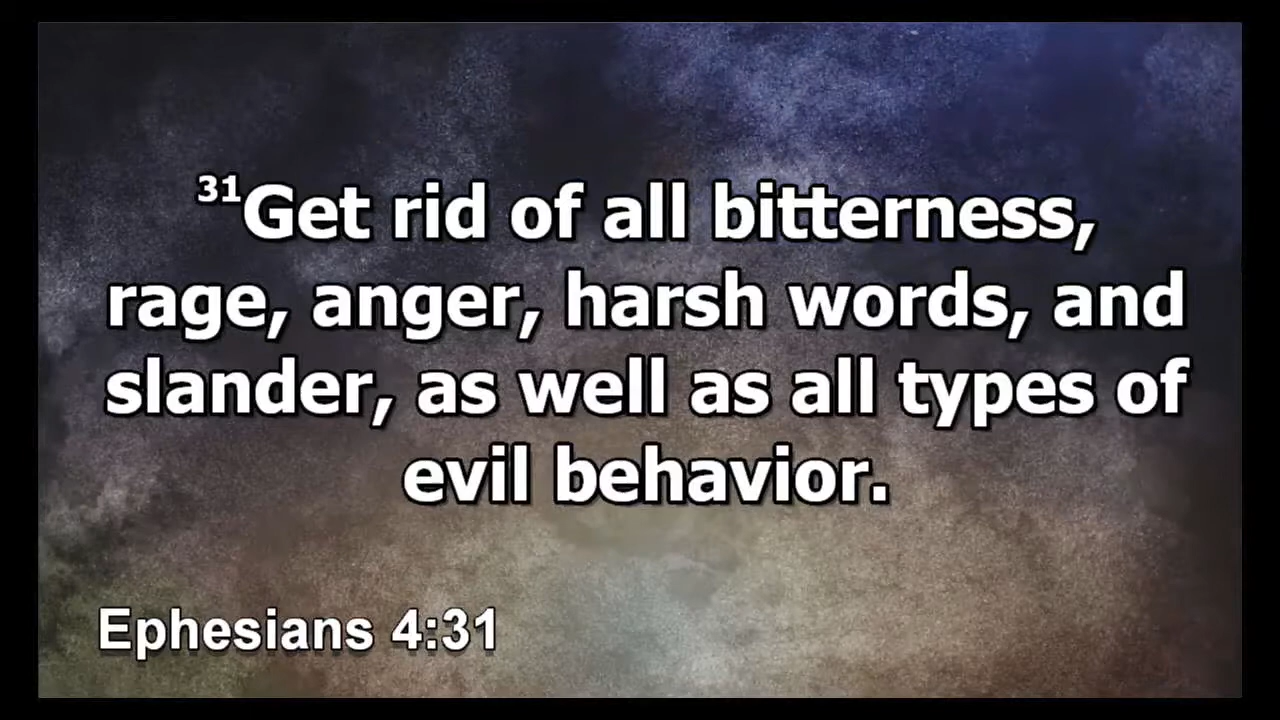 ³¹Get rid of all bitterness,
rage, anger, harsh words, and
slander, as well as all types of
evil behavior.
Ephesians 4:31